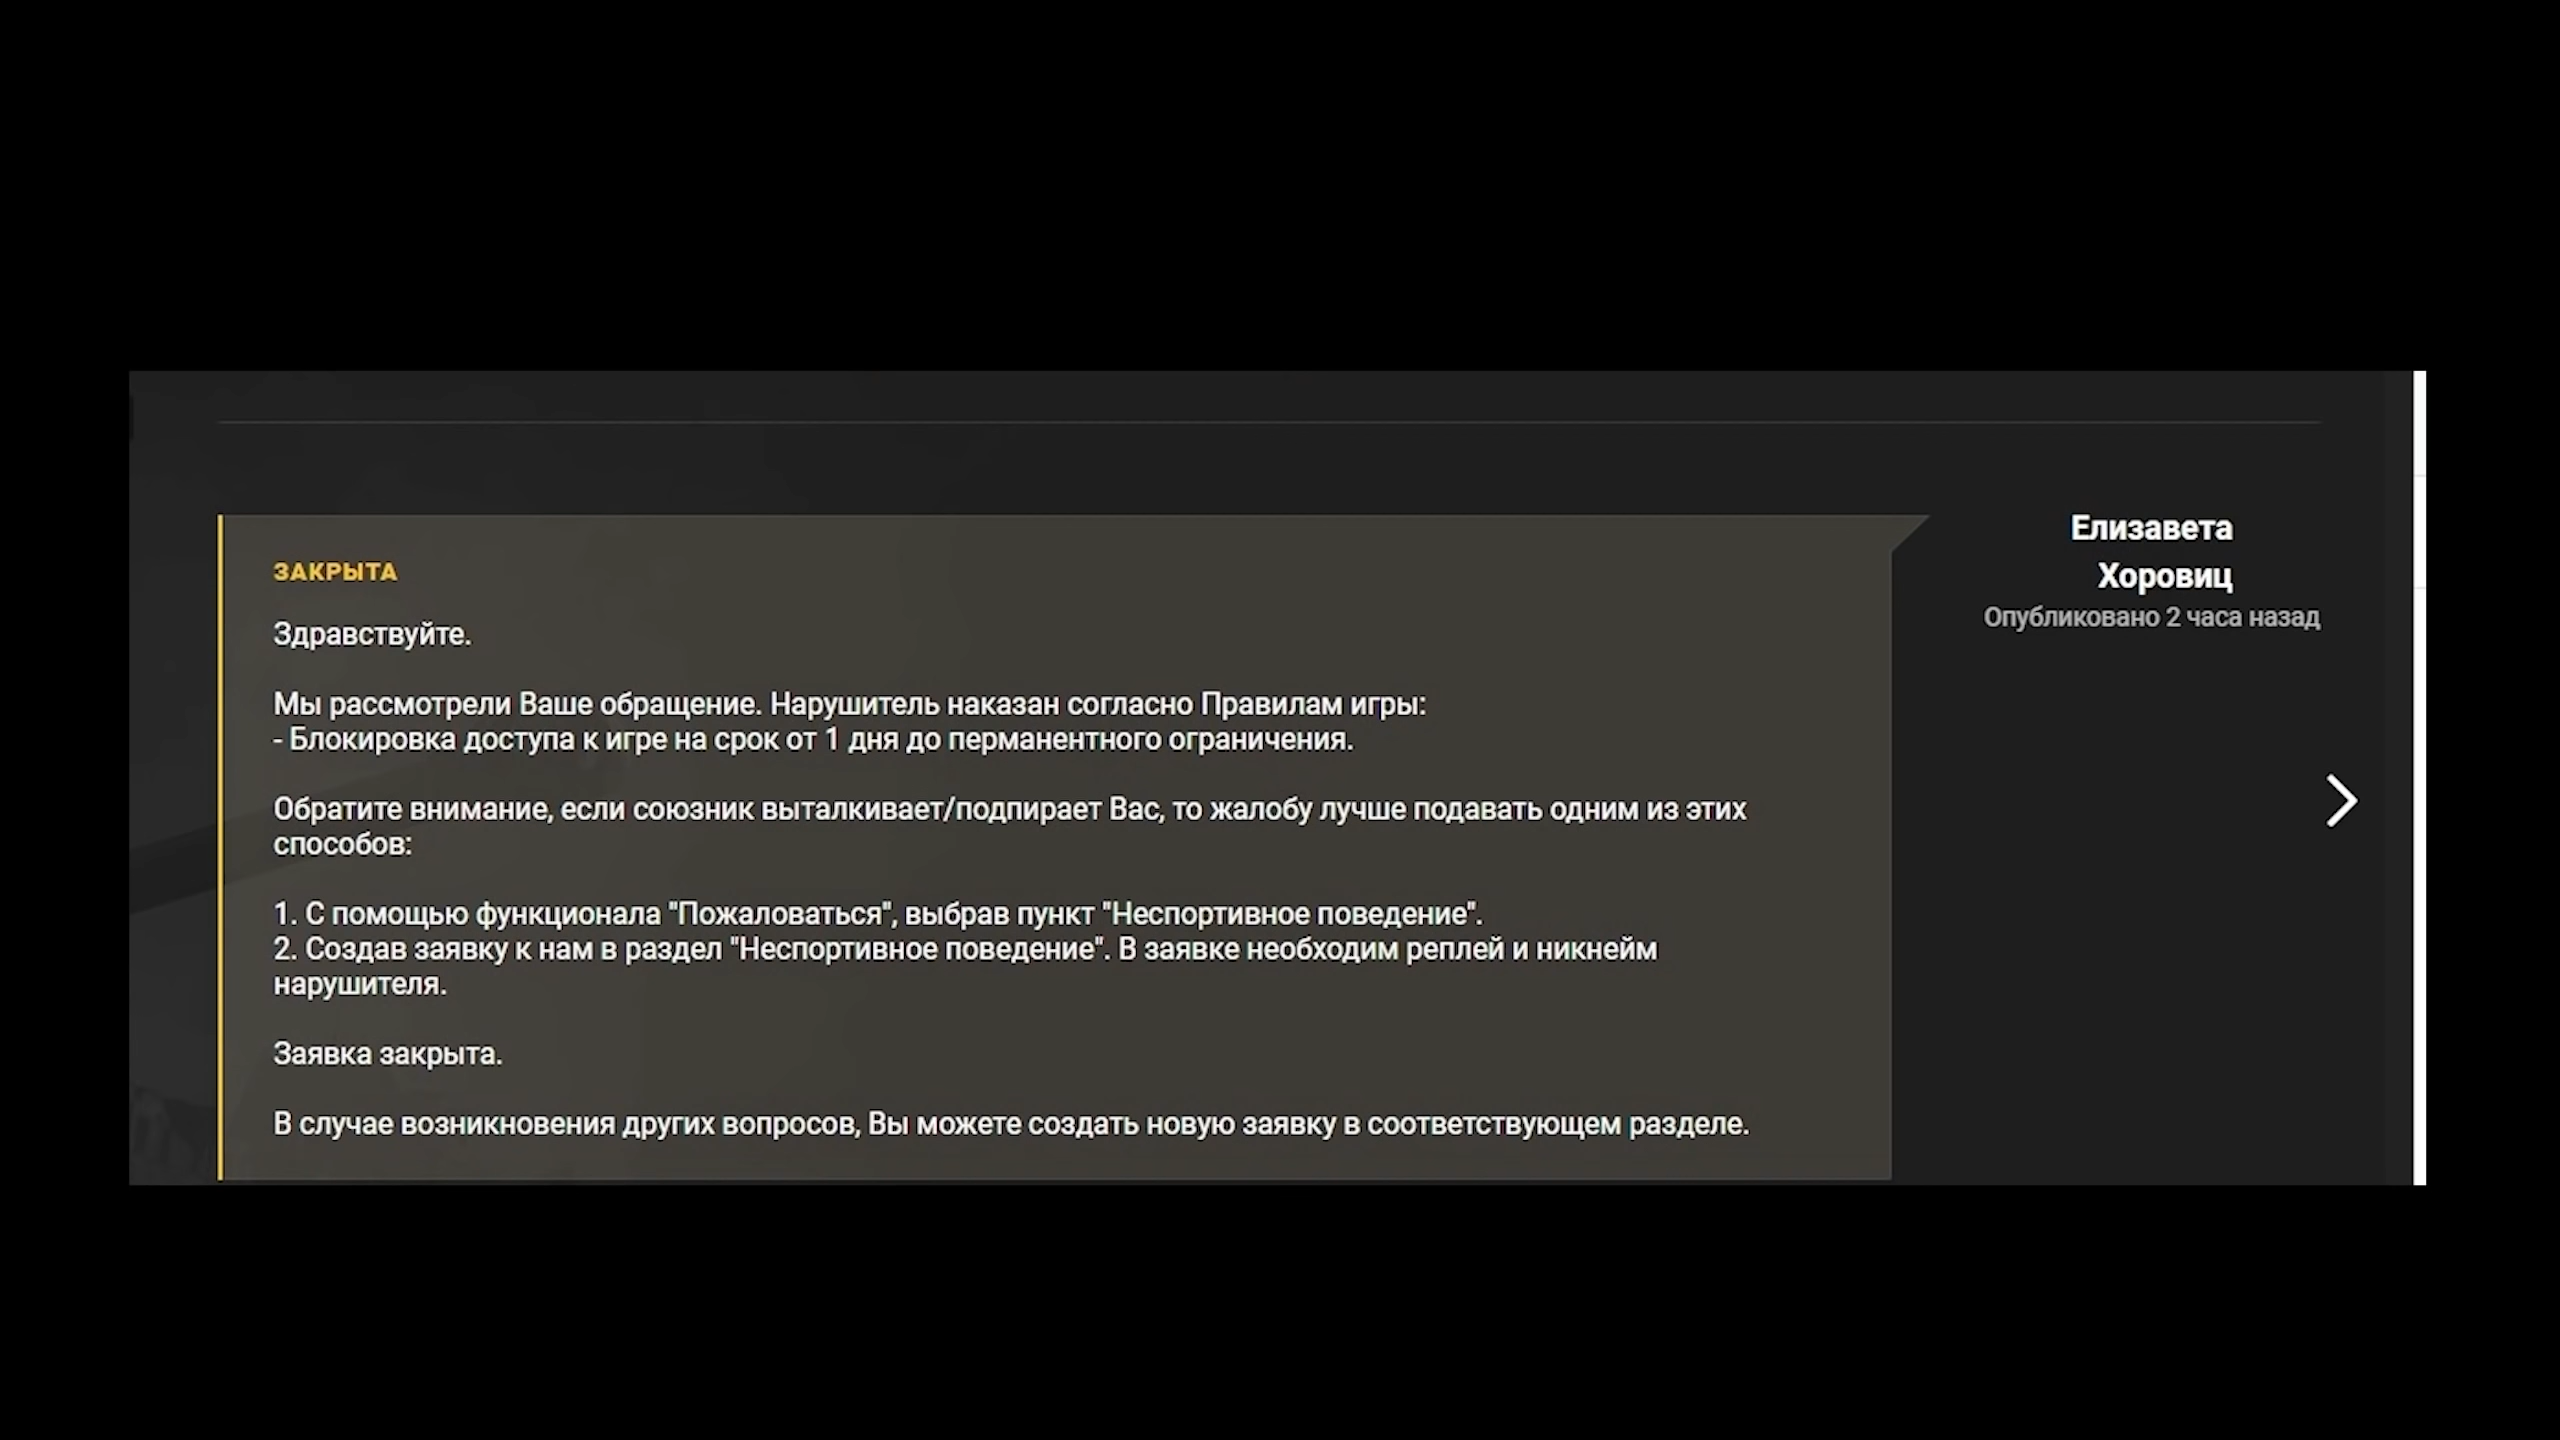 ЗАКРЫТА
Здравствуйте.
Мы рассмотрели Ваше обращение. Нарушитель наказан согласно Правилам игры:
- Блокировка доступа к игре на срок от 1 дня до перманентного ограничения.
Обратите внимание, если союзник выталкивает/подпирает Вас, то жалобу лучше подавать одним из этих
способов:
1. С помощью функционала "Пожаловаться", выбрав пункт "Неспортивное поведение".
2. Создав заявку к нам в раздел "Неспортивное поведение". В заявке необходим реплей и никнейм
нарушителя.
Заявка закрыта.
В случае возникновения других вопросов, Вы можете создать новую заявку в соответствующем разделе.
Елизавета
Хоровиц
Опубликовано 2 часа назад